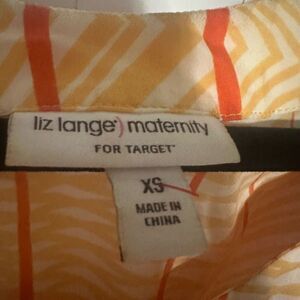 liz lange) maternity
FOR TARGET
XS
MADE IN
CHINA